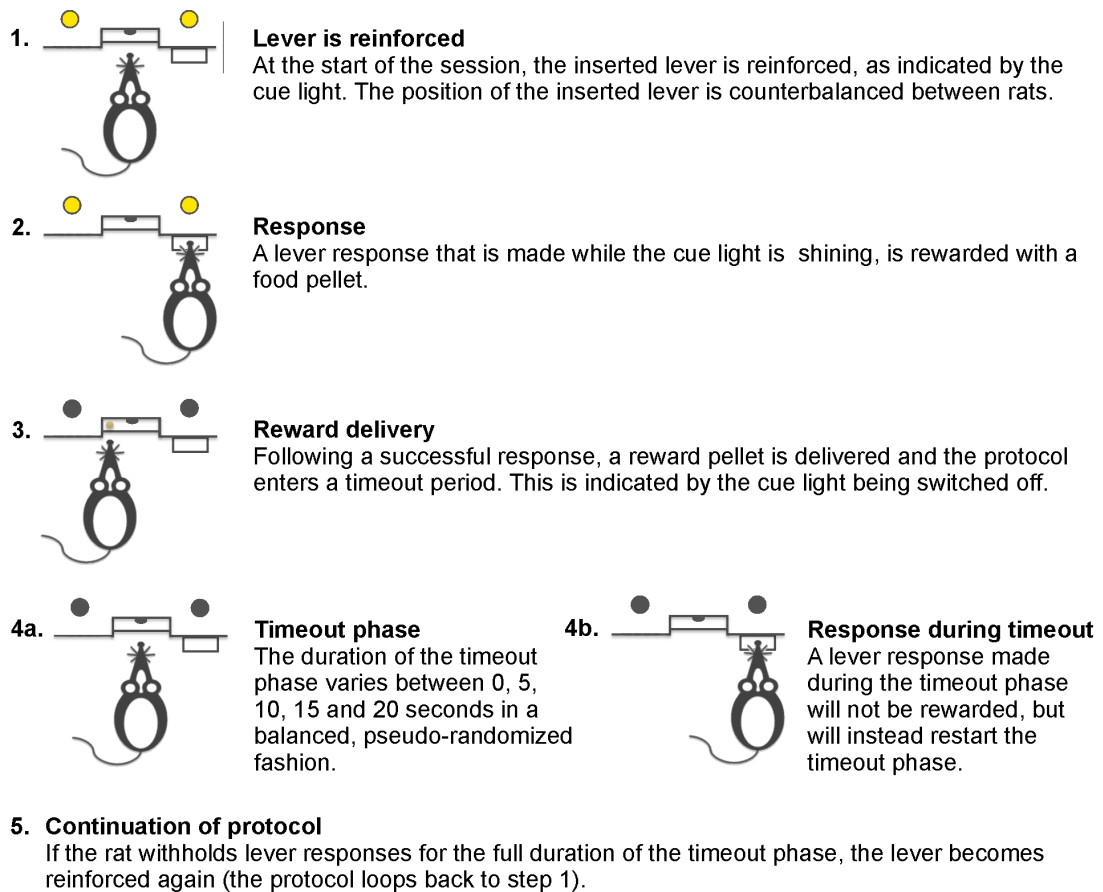 1.
Lever is reinforced
At the start of the session, the inserted lever is reinforced, as indicated by the
cue light. The position of the inserted lever is counterbalanced between rats.
2.
Response
A lever response that is made while the cue light is  shining, is rewarded with a
food pellet.
3.
Reward delivery
Following a successful response, a reward pellet is delivered and the protocol
enters a timeout period. This is indicated by the cue light being switched off.
4a.
Timeout phase
The duration of the timeout
phase varies between 0, 5,
10, 15 and 20 seconds in a
balanced, pseudo-randomized
fashion.
4b.
Response during timeout
A lever response made
during the timeout phase
will not be rewarded, but
will instead restart the
timeout phase.
5. Continuation of protocol
If the rat withholds lever responses for the full duration of the timeout phase, the lever becomes
reinforced again (the protocol loops back to step 1).